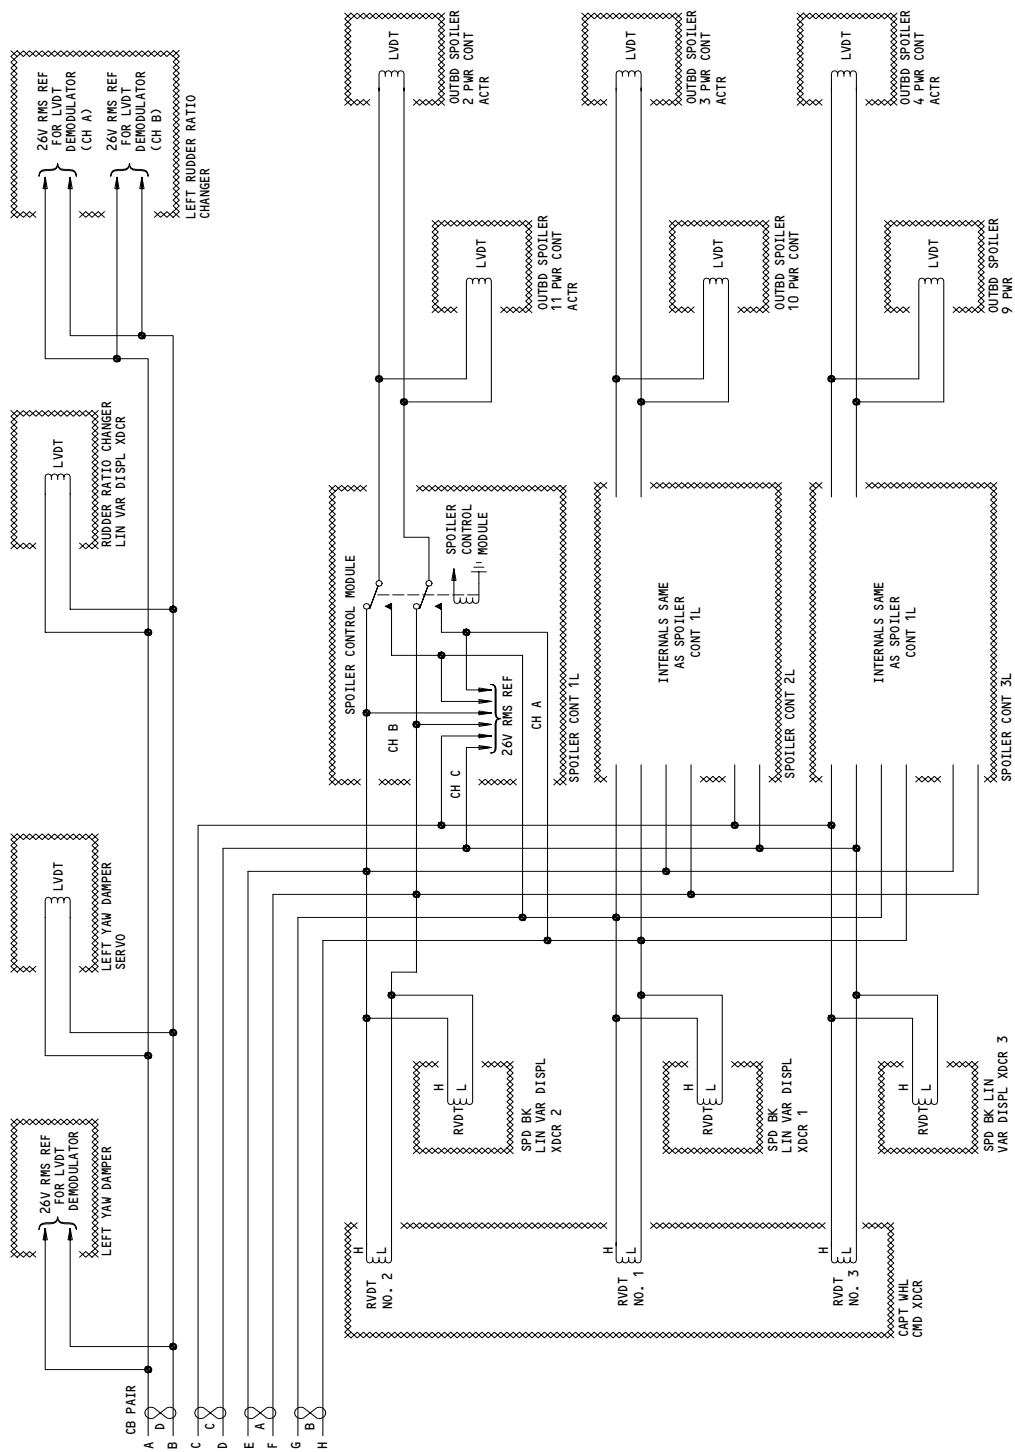 26V RMS REF
FOR LVDT
DEMODULATOR
(CH A)
26V RMS REF
FOR LVDT
DEMODULATOR
(CH B)
LEFT RUDDER RATIO
CHANGER
LVDT
RUDDER RATIO CHANGER
LIN VAR DISPL XDCR
LVDT
LEFT YAW DAMPER
SERVO
26V RMS REF
FOR LVDT
DEMODULATOR
LEFT YAW DAMPER
CB PAIR
A
D
B
C
C
D
E
A
F
G
B
H
LVDT
OUTBD SPOILER
2 PWR CONT
ACTR
LVDT
OUTBD SPOILER
11 PWR CONT
ACTR
SPOILER CONTROL MODULE
SPOILER
CONTROL
MODULE
CH B
CH C
26V RMS REF
CH A
SPOILER CONT 1L
H
L
RVDT
SPD BK
LIN VAR DISPL
XDCR 2
H
L
RVDT
NO. 2
LVDT
OUTBD SPOILER
3 PWR CONT
ACTR
LVDT
OUTBD SPOILER
10 PWR CONT
INTERNALS SAME
AS SPOILER
CONT 1L
SPOILER CONT 2L
H
L
RVDT
SPD BK
LIN VAR DISPL
XDCR 1
H
L
RVDT
NO. 1
LVDT
OUTBD SPOILER
4 PWR CONT
ACTR
LVDT
OUTBD SPOILER
9 PWR
INTERNALS SAME
AS SPOILER
CONT 1L
SPOILER CONT 3L
H
L
RVDT
SPD BK LIN
VAR DISPL XDCR 3
H
L
RVDT
NO. 3
CAPT WHL
CMD XDCR